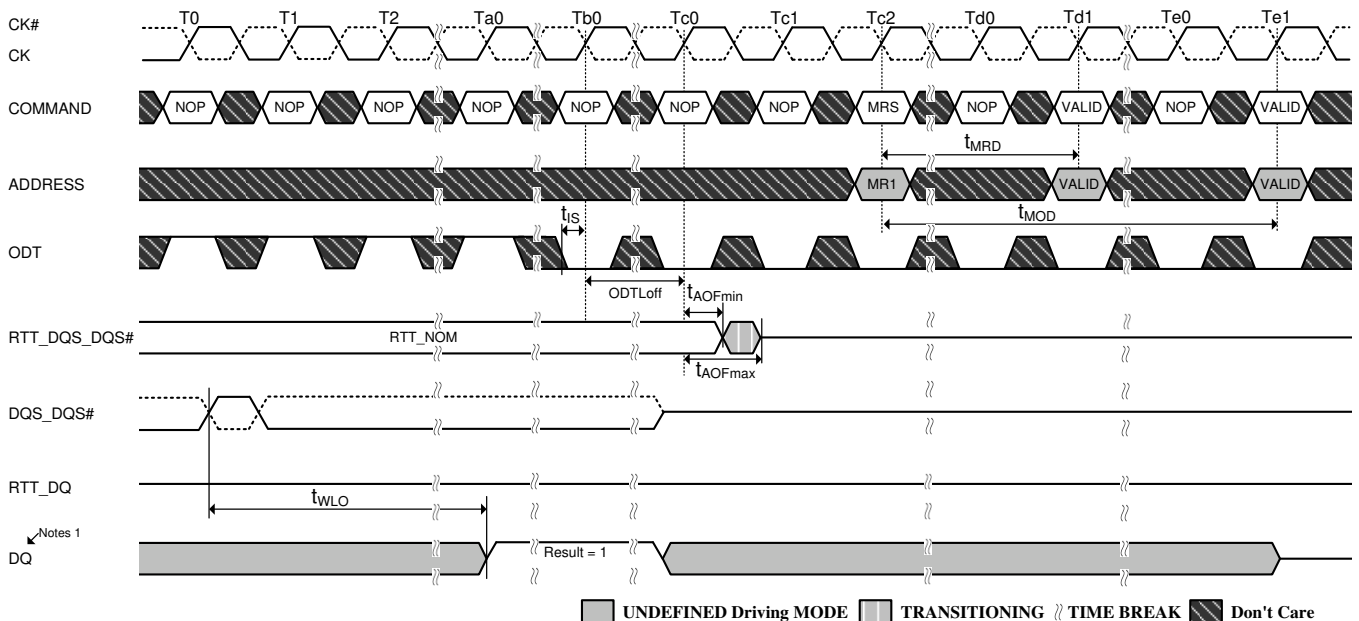 T0 T1 T2 Ta0 Tb0 Tc0 Tc1 Tc2 Td0 Td1 Te0 Te1
CK#
CK
COMMAND NOP NOP NOP NOP NOP NOP NOP MRS NOP VALID NOP VALID
tMRD
ADDRESS MR1 VALID VALID
tIS tMOD
ODT
ODTLoff tAOFmin
RTT_DQS_DQS# RTT_NOM
tAOFmax
DQS_DQS#
RTT_DQ
tWLO
Notes 1
DQ Result = 1
UNDEFINED Driving MODE TRANSITIONING TIME BREAK Don't Care